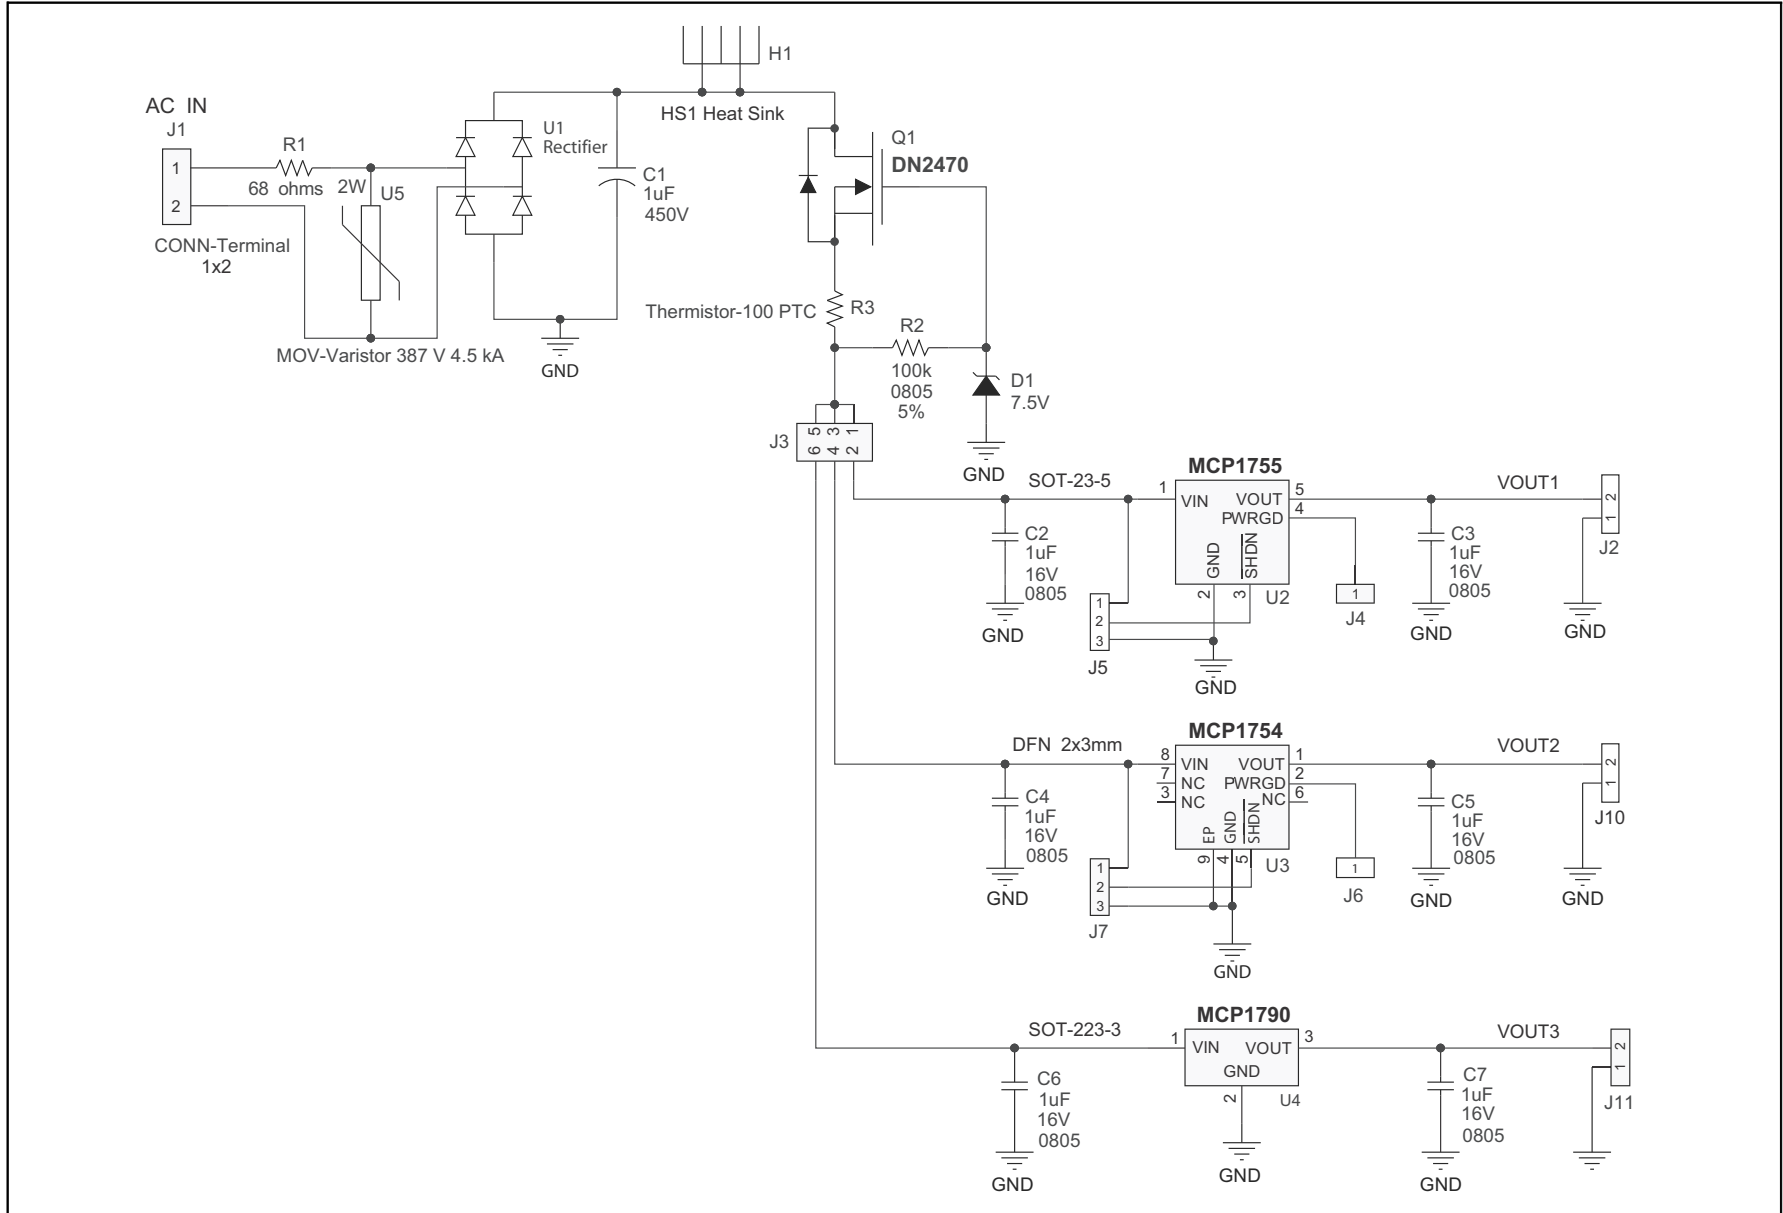 H1
HS1 Heat Sink
AC IN
J1
1
2
CONN-Terminal
1x2
R1
68 ohms
2W
U5
MOV-Varistor 387 V 4.5 kA
U1
Rectifier
C1
1uF
450V
GND
Q1
DN2470
Thermistor-100 PTC
R3
R2
100k
0805
5%
D1
7.5V
GND
J3
5 3 1
6 4 2
SOT-23-5
C2
1uF
16V
0805
GND
MCP1755
1
VIN
VOUT
5
PWRGD
4
GND
SHDN
2
3
U2
J5
1
2
3
GND
1
J4
C3
1uF
16V
0805
GND
VOUT1
2
1
J2
GND
DFN 2x3mm
C4
1uF
16V
0805
GND
MCP1754
8
VIN
VOUT
1
7
NC
PWRGD
2
3
NC
NC
6
EP
GND
SHDN
9
4
5
U3
1
2
3
J7
GND
1
J6
C5
1uF
16V
0805
GND
VOUT2
2
1
J10
GND
SOT-223-3
C6
1uF
16V
0805
GND
MCP1790
1
VIN
VOUT
3
GND
2
U4
GND
C7
1uF
16V
0805
GND
VOUT3
2
1
J11